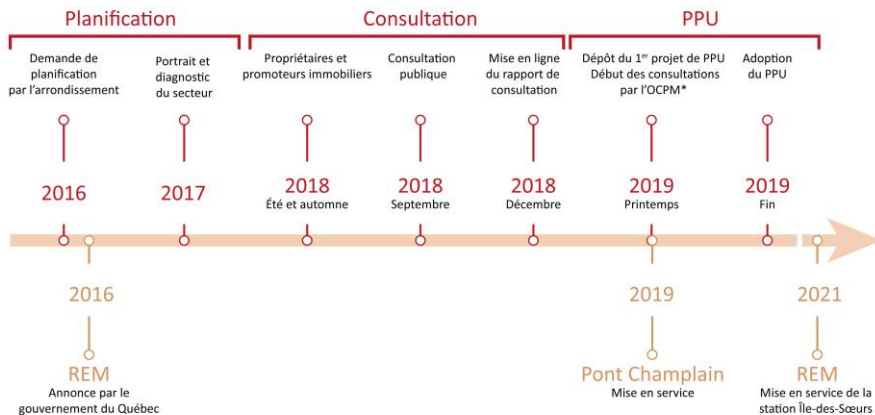 Planification
Consultation
PPU
Demande de
planification
par l'arrondissement
Portrait et
diagnostic
du secteur
Propriétaires et
promoteurs immobiliers
Consultation
publique
Mise en ligne
du rapport de
consultation
Dépôt du 1er projet de PPU
Début des consultations
par l'OCPM*
Adoption
du PPU
2016
2017
2018
Été et automne
2018
Septembre
2018
Décembre
2019
Printemps
2019
Fin
2016
REM
Annonce par le
gouvernement du Québec
2019
Pont Champlain
Mise en service
2021
REM
Mise en service de la
station Île-des-Sœurs